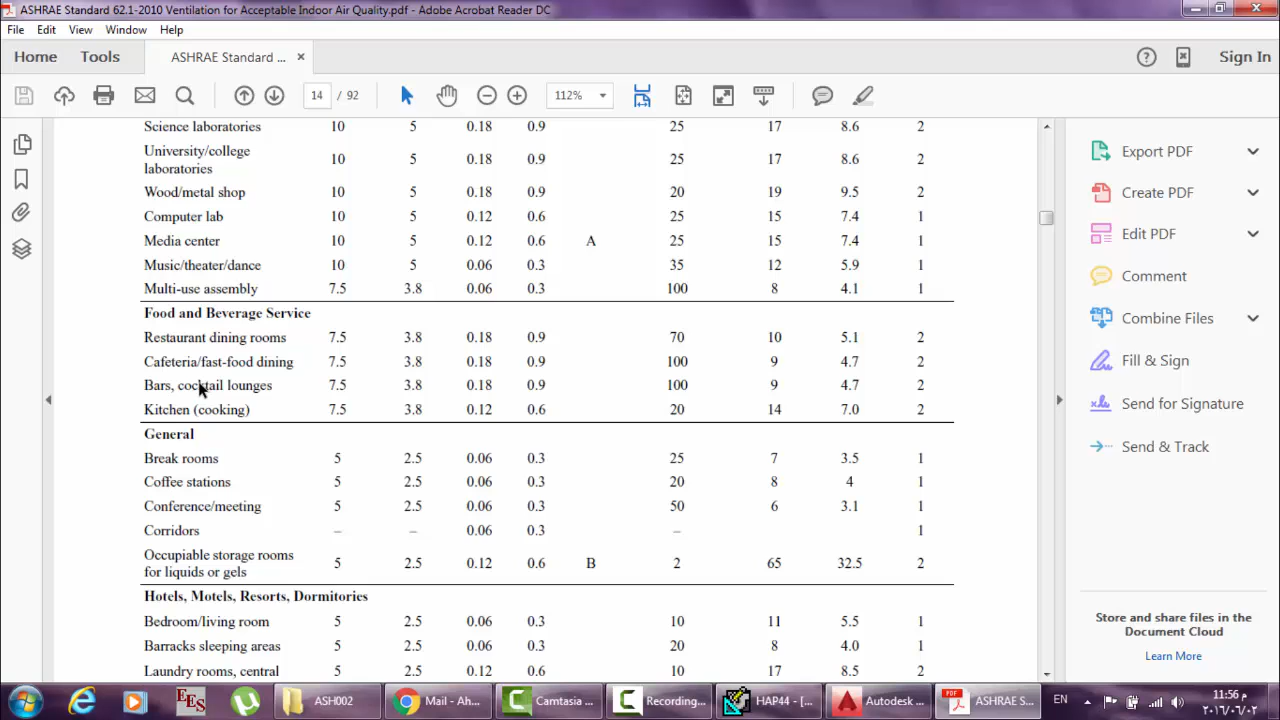 ASHRAE Standard 62.1-2010 Ventilation for Acceptable Indoor Air Quality.pdf - Adobe Acrobat Reader DC
File Edit View Window Help
Home Tools ASHRAE Standard ... × Sign In
14 / 92 112%
Science laboratories 10 5 0.18 0.9 25 17 8.6 2
University/college
laboratories 10 5 0.18 0.9 25 17 8.6 2
Wood/metal shop 10 5 0.18 0.9 20 19 9.5 2
Computer lab 10 5 0.12 0.6 25 15 7.4 1
Media center 10 5 0.12 0.6 A 25 15 7.4 1
Music/theater/dance 10 5 0.06 0.3 35 12 5.9 1
Multi-use assembly 7.5 3.8 0.06 0.3 100 8 4.1 1
Food and Beverage Service
Restaurant dining rooms 7.5 3.8 0.18 0.9 70 10 5.1 2
Cafeteria/fast-food dining 7.5 3.8 0.18 0.9 100 9 4.7 2
Bars, cocktail lounges 7.5 3.8 0.18 0.9 100 9 4.7 2
Kitchen (cooking) 7.5 3.8 0.12 0.6 20 14 7.0 2
General
Break rooms 5 2.5 0.06 0.3 25 7 3.5 1
Coffee stations 5 2.5 0.06 0.3 20 8 4 1
Conference/meeting 5 2.5 0.06 0.3 50 6 3.1 1
Corridors – – 0.06 0.3 – 1
Occupiable storage rooms
for liquids or gels 5 2.5 0.12 0.6 B 2 65 32.5 2
Hotels, Motels, Resorts, Dormitories
Bedroom/living room 5 2.5 0.06 0.3 10 11 5.5 1
Barracks sleeping areas 5 2.5 0.06 0.3 20 8 4.0 1
Laundry rooms, central 5 2.5 0.12 0.6 10 17 8.5 2
Export PDF
Create PDF
Edit PDF
Comment
Combine Files
Fill & Sign
Send for Signature
Send & Track
Store and share files in the
Document Cloud
Learn More
EES ASH002 Mail - Ah... Camtasia ... Recording... HAP44 - [... Autodesk ... PDF ASHRAE S... EN
11:56 م
٢٠١٦/٠٦/٠٢